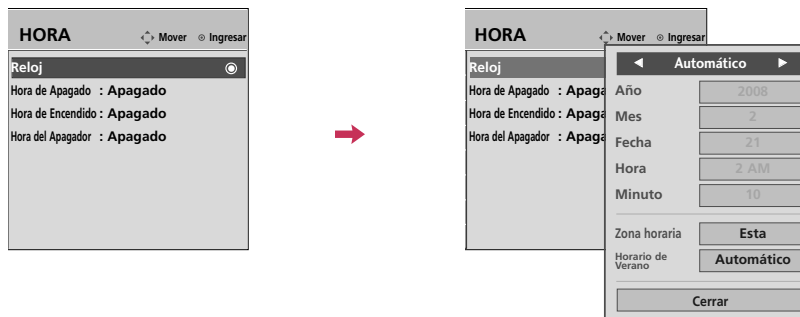 HORA Mover Ingresar
Reloj
Hora de Apagado : Apagado
Hora de Encendido : Apagado
Hora del Apagador : Apagado
HORA Mover Ingresar
Reloj
Hora de Apagado : Apaga
Hora de Encendido : Apaga
Hora del Apagador : Apaga
Automático
Año 2008
Mes 2
Fecha 21
Hora 2 AM
Minuto 10
Zona horaria Esta
Horario de
Verano Automático
Cerrar